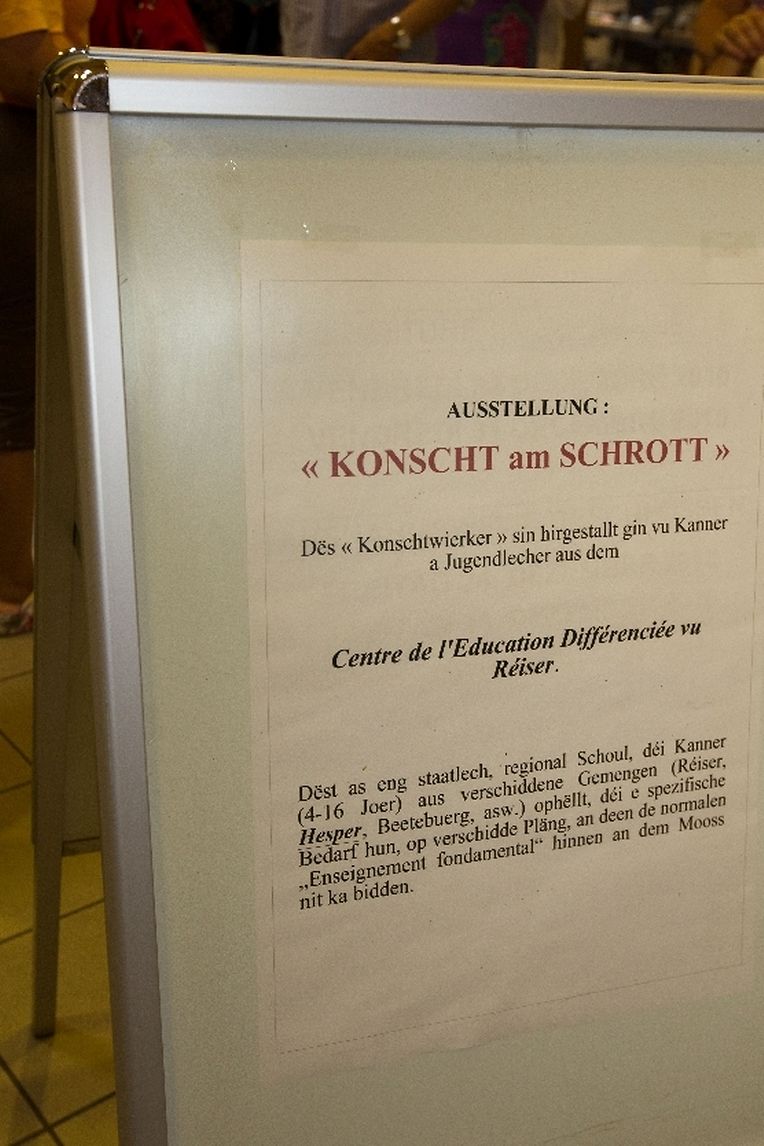 AUSSTELLUNG :
« KONSCHT am SCHROTT »
Dës « Konschtwierker » sin hirgestallt gin vu Kanner
a Jugendlecher aus dem
Centre de l'Education Différenciée vu
Réiser.
Dëst as eng staatlech, regional Schoul, déi Kanner
(4-16 Joer) aus verschiddene Gemengen (Réiser,
Hesper, Beetebuerg, asw.) ophëllt, déi e spezifische
Bedarf hun, op verschidde Pläng, an deen de normalen
„Enseignement fondamental“ hinnen an dem Mooss
nit ka bidden.